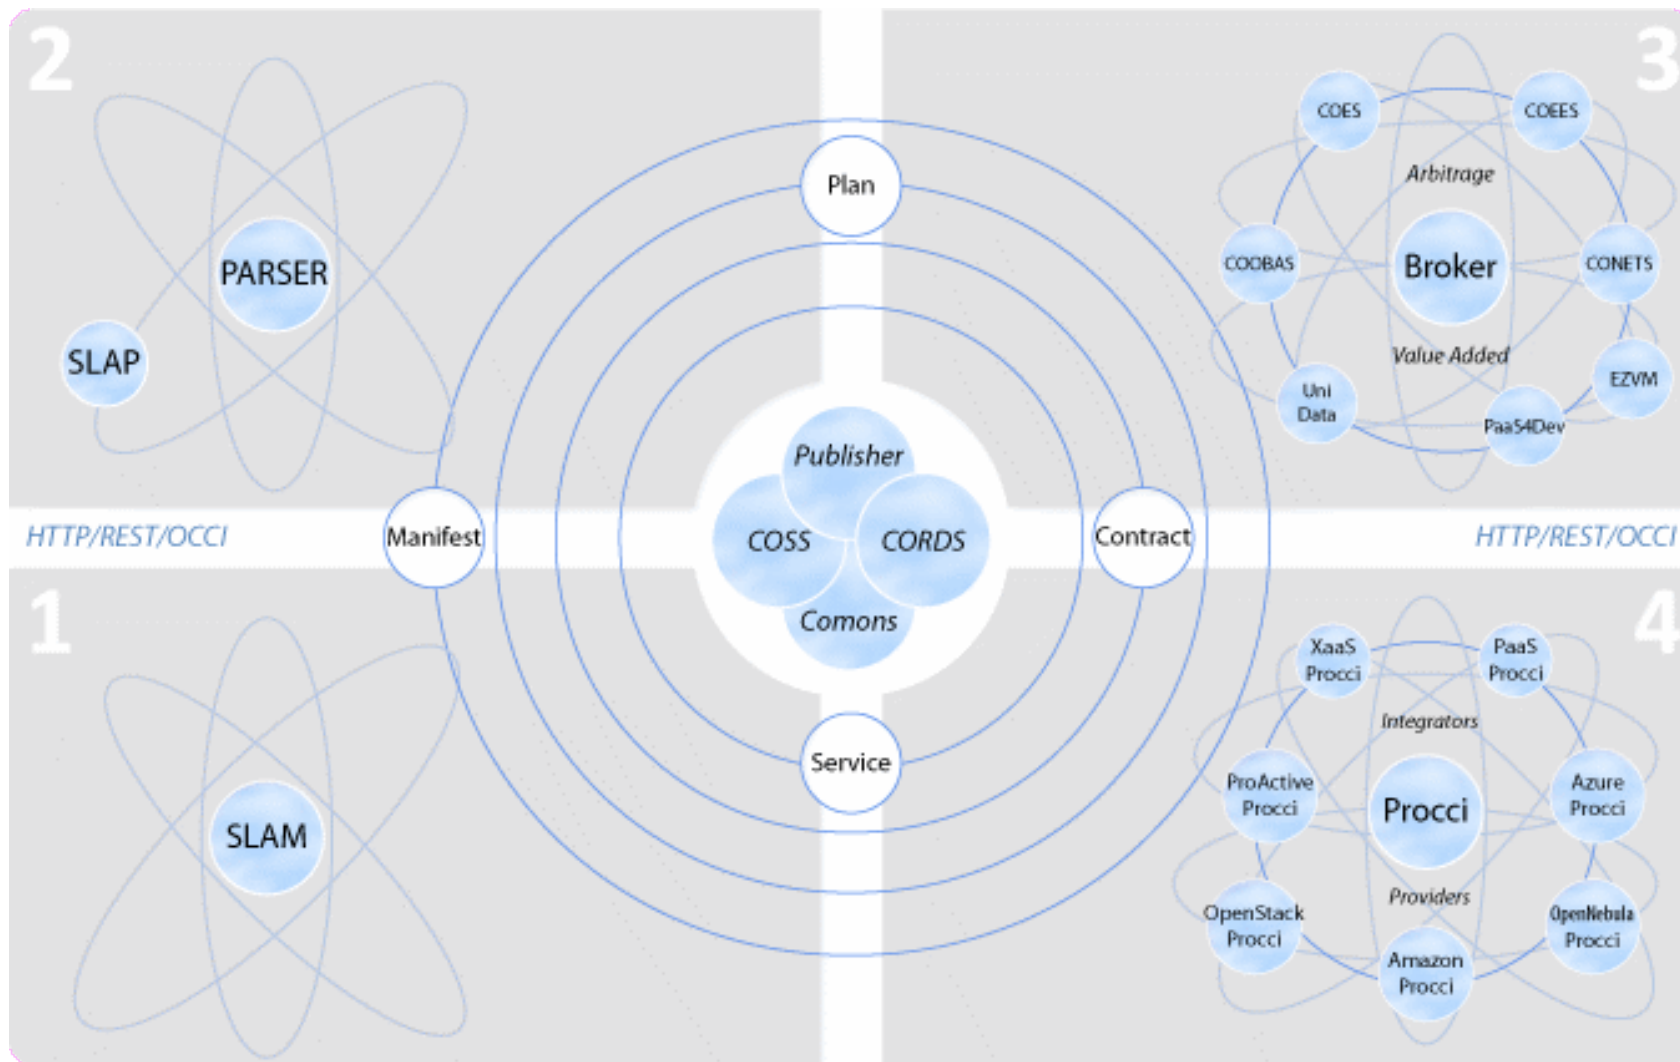 2
PARSER
SLAP
3
COES
COEES
Arbitrage
COOBAS
Broker
CONETS
Value Added
Uni
Data
PaaS4Dev
EZVM
Plan
Manifest
Contract
Service
Publisher
COSS
CORDS
Comons
HTTP/REST/OCCI
HTTP/REST/OCCI
1
SLAM
4
XaaS
Procci
PaaS
Procci
Integrators
ProActive
Procci
Procci
Azure
Procci
Providers
OpenStack
Procci
OpenNebula
Procci
Amazon
Procci